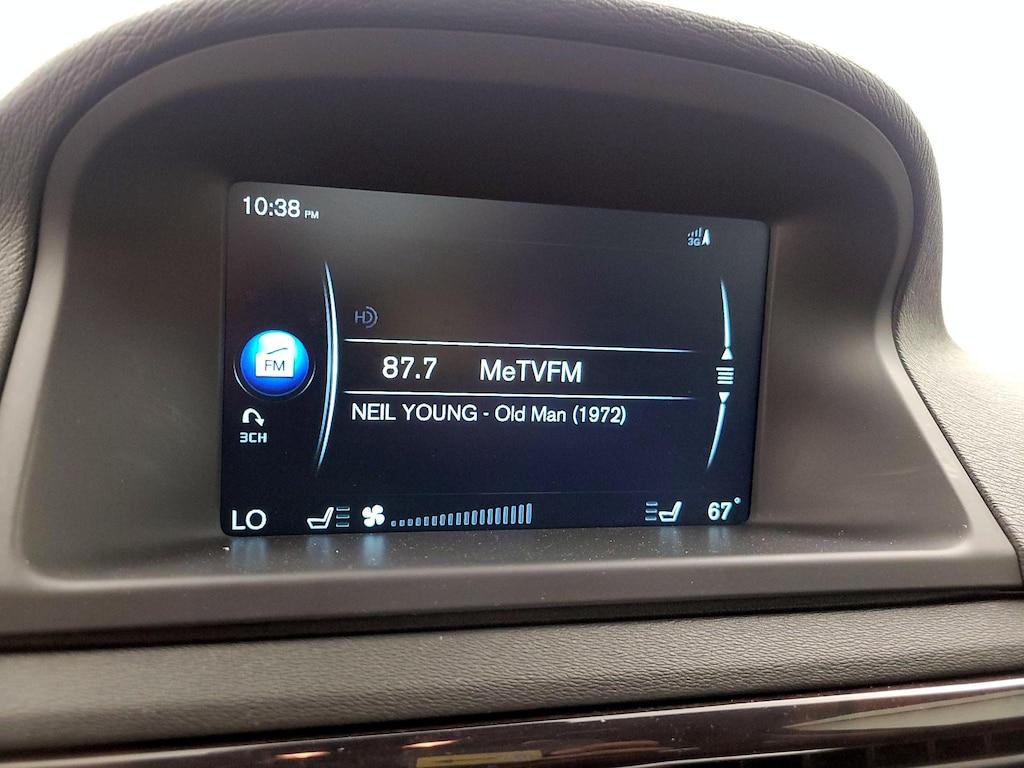 10:38 PM
3G
HD
FM
87.7 MeTVFM
NEIL YOUNG - Old Man (1972)
3CH
LO
67°